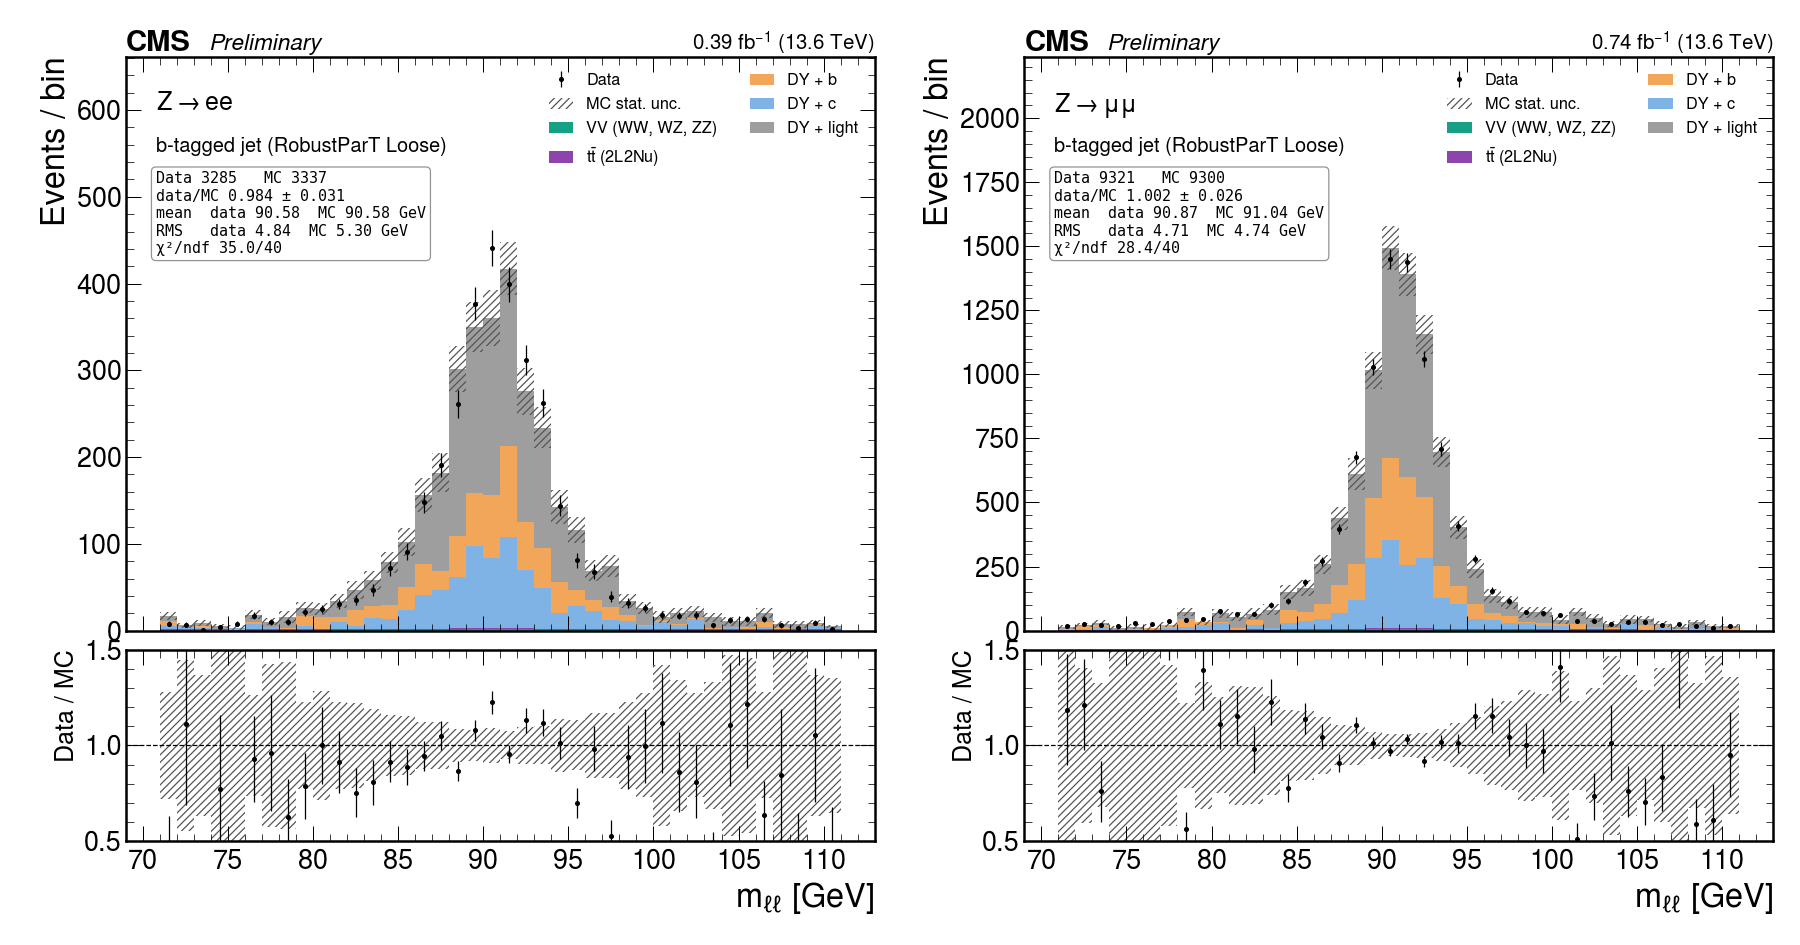 CMS Preliminary 0.39 fb⁻¹ (13.6 TeV)
Events / bin
600
500
400
300
200
100
0
Z → ee
b-tagged jet (RobustParT Loose)
Data 3285 MC 3337
data/MC 0.984 ± 0.031
mean data 90.58 MC 90.58 GeV
RMS data 4.84 MC 5.30 GeV
χ²/ndf 35.0/40
Data
MC stat. unc.
VV (WW, WZ, ZZ)
tt̄ (2L2Nu)
DY + b
DY + c
DY + light
Data / MC
1.5
1.0
0.5
70 75 80 85 90 95 100 105 110
mℓℓ [GeV]
CMS Preliminary 0.74 fb⁻¹ (13.6 TeV)
Events / bin
2000
1750
1500
1250
1000
750
500
250
0
Z → μμ
b-tagged jet (RobustParT Loose)
Data 9321 MC 9300
data/MC 1.002 ± 0.026
mean data 90.87 MC 91.04 GeV
RMS data 4.71 MC 4.74 GeV
χ²/ndf 28.4/40
Data
MC stat. unc.
VV (WW, WZ, ZZ)
tt̄ (2L2Nu)
DY + b
DY + c
DY + light
Data / MC
1.5
1.0
0.5
70 75 80 85 90 95 100 105 110
mℓℓ [GeV]